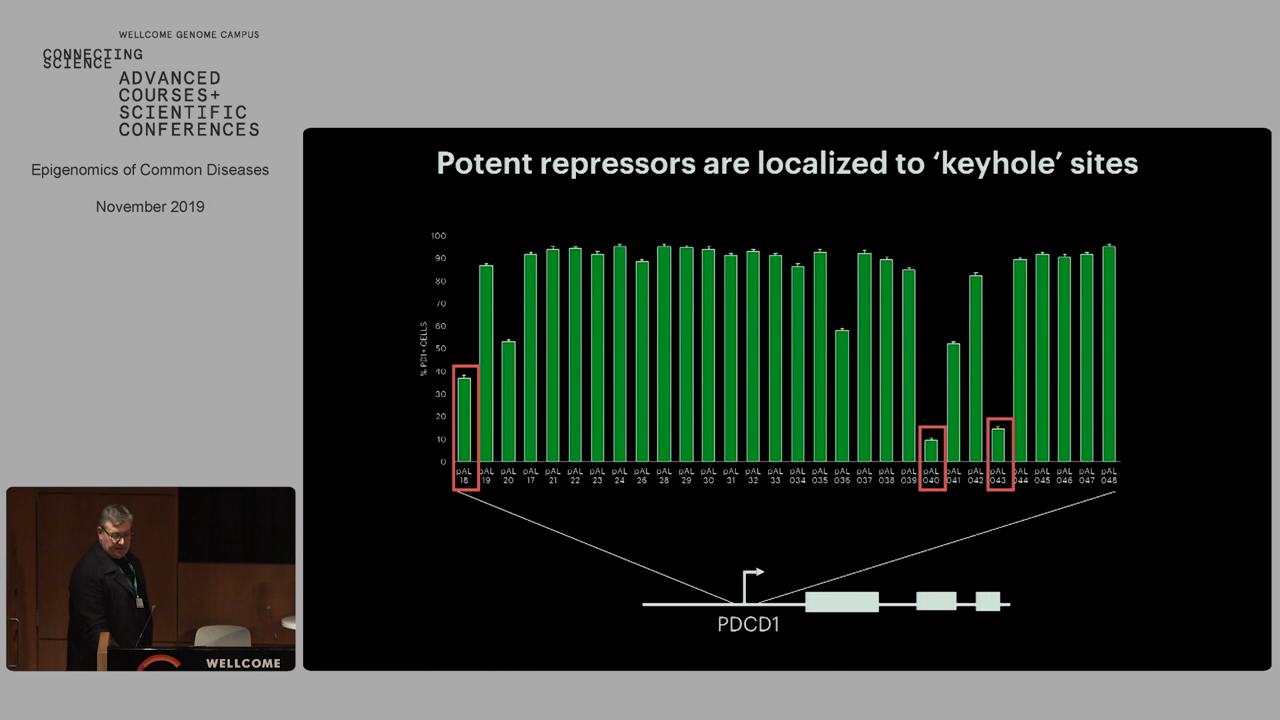 WELLCOME GENOME CAMPUS
CONNECTING
SCIENCE
ADVANCED
COURSES+
SCIENTIFIC
CONFERENCES
Epigenomics of Common Diseases
November 2019
Potent repressors are localized to ‘keyhole’ sites
100
90
80
70
60
50
40
30
20
10
0
% PD1+ CELLS
pAL pAL pAL pAL pAL pAL pAL pAL pAL pAL pAL pAL pAL pAL pAL pAL pAL pAL pAL pAL pAL pAL pAL pAL pAL pAL pAL pAL pAL pAL
18 19 20 17 21 22 23 24 26 28 29 30 31 32 33 034 035 036 037 038 039 040 041 042 043 044 045 046 047 048
PDCD1
WELLCOME